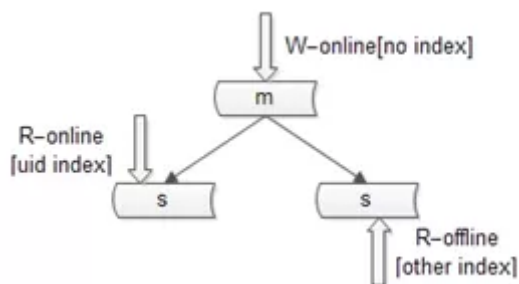 W-online[no index]
m
R-online
[uid index]
s
s
R-offline
[other index]